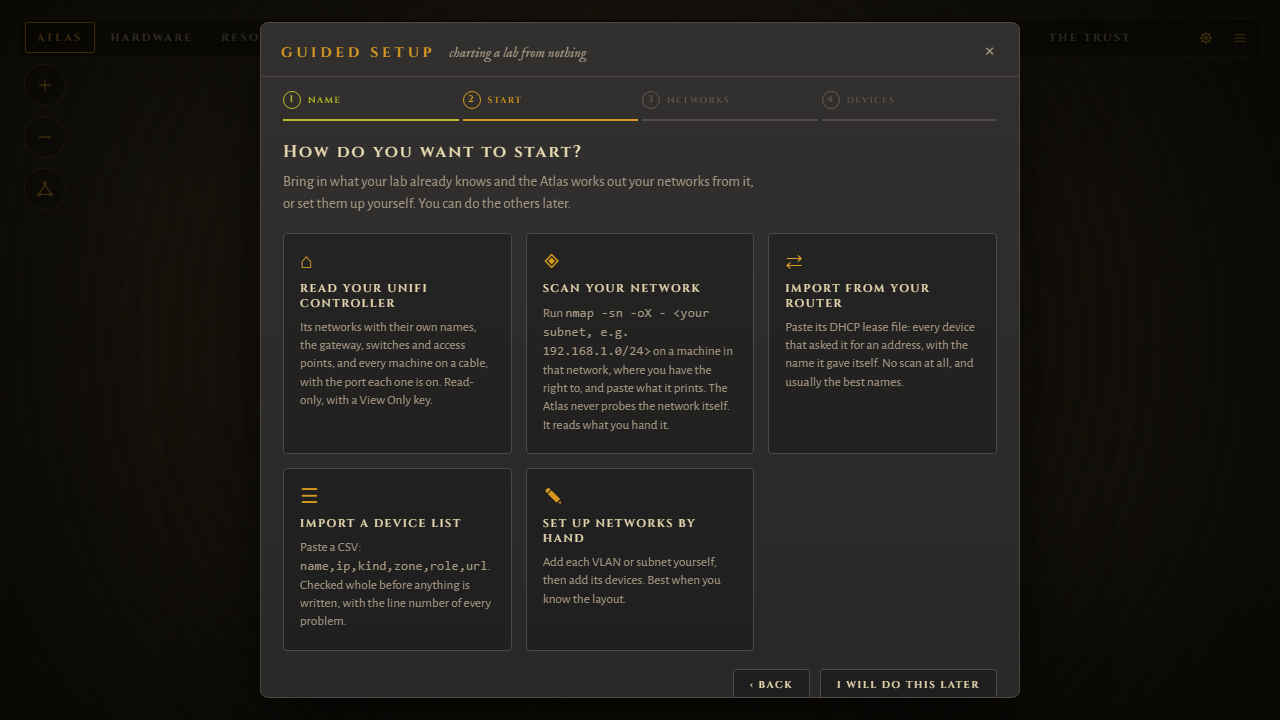 ATLAS HARDWARE RESO THE TRUST
GUIDED SETUP charting a lab from nothing ×
1 NAME 2 START 3 NETWORKS 4 DEVICES
HOW DO YOU WANT TO START?
Bring in what your lab already knows and the Atlas works out your networks from it,
or set them up yourself. You can do the others later.
READ YOUR UNIFI
CONTROLLER
Its networks with their own names,
the gateway, switches and access
points, and every machine on a cable,
with the port each one is on. Read-
only, with a View Only key.
SCAN YOUR NETWORK
Run nmap -sn -oX - <your
subnet, e.g.
192.168.1.0/24> on a machine in
that network, where you have the
right to, and paste what it prints. The
Atlas never probes the network itself.
It reads what you hand it.
IMPORT FROM YOUR
ROUTER
Paste its DHCP lease file: every device
that asked it for an address, with the
name it gave itself. No scan at all, and
usually the best names.
IMPORT A DEVICE LIST
Paste a CSV:
name,ip,kind,zone,role,url.
Checked whole before anything is
written, with the line number of every
problem.
SET UP NETWORKS BY
HAND
Add each VLAN or subnet yourself,
then add its devices. Best when you
know the layout.
‹ BACK I WILL DO THIS LATER